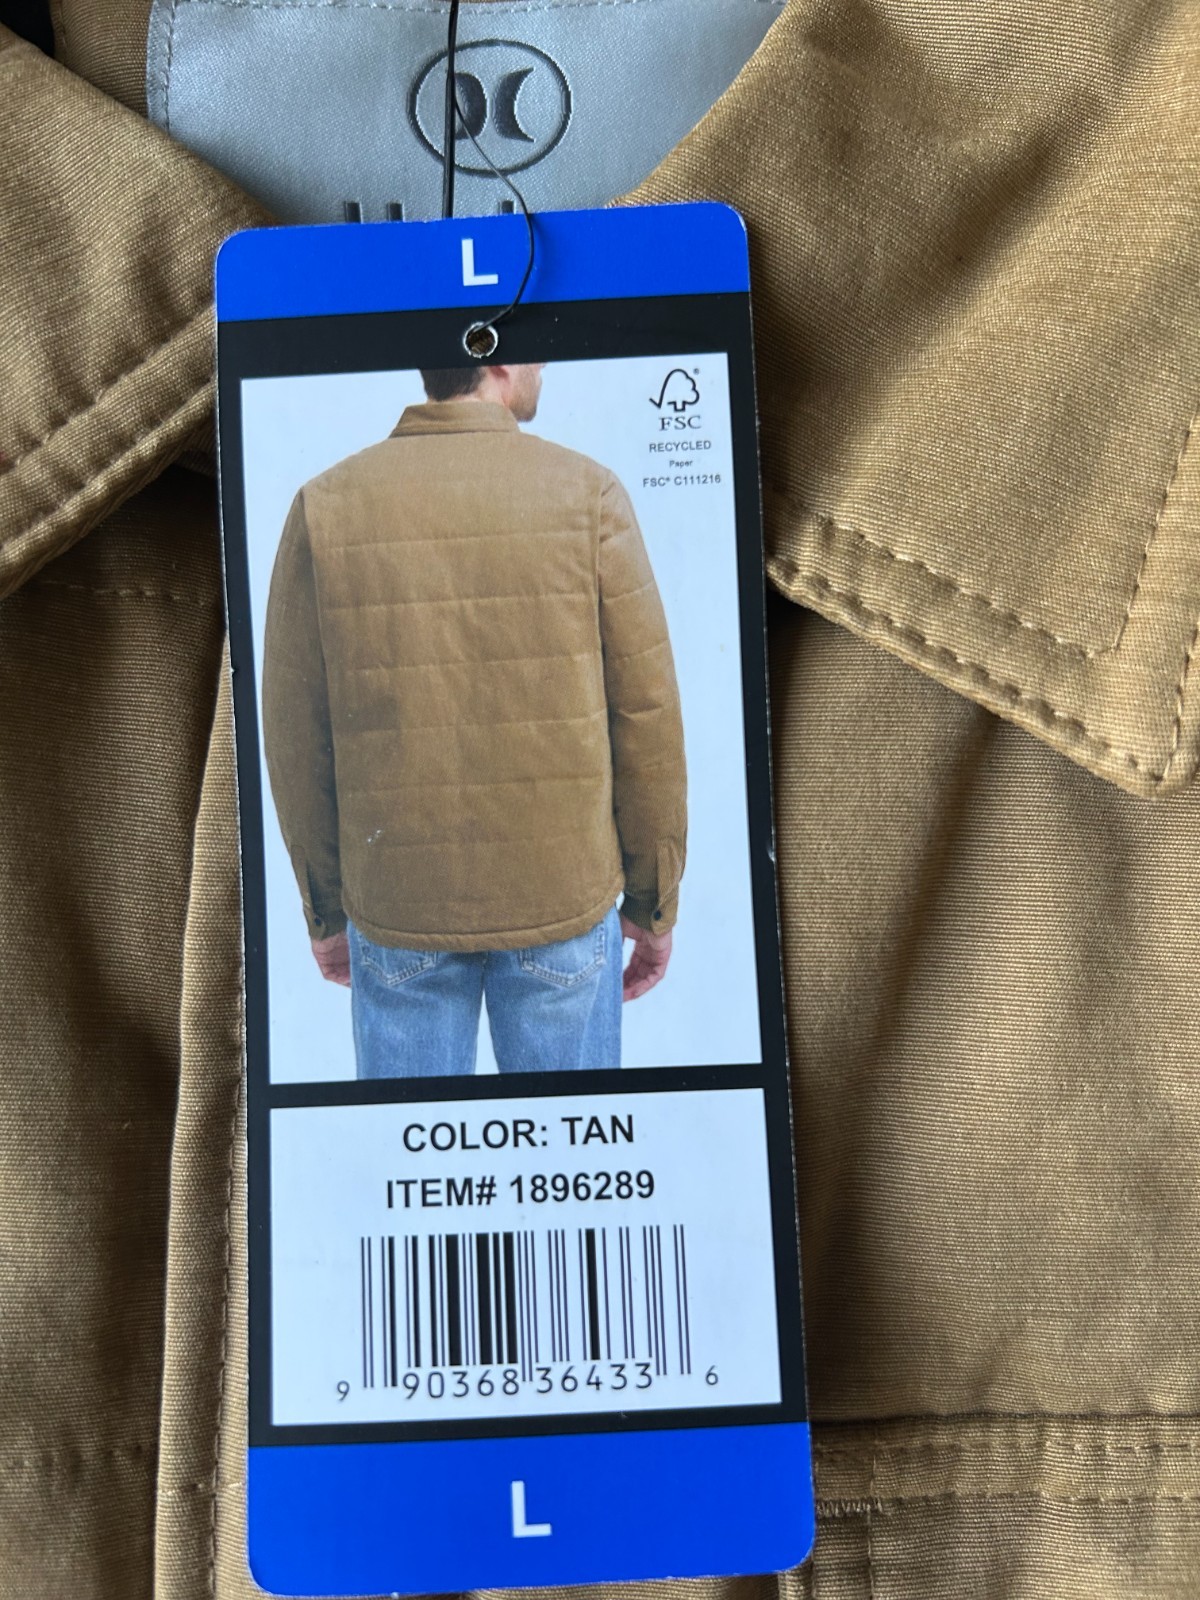 L
FSC
RECYCLED
Paper
FSC® C111216
COLOR: TAN
ITEM# 1896289
9 90368 36433 6
L